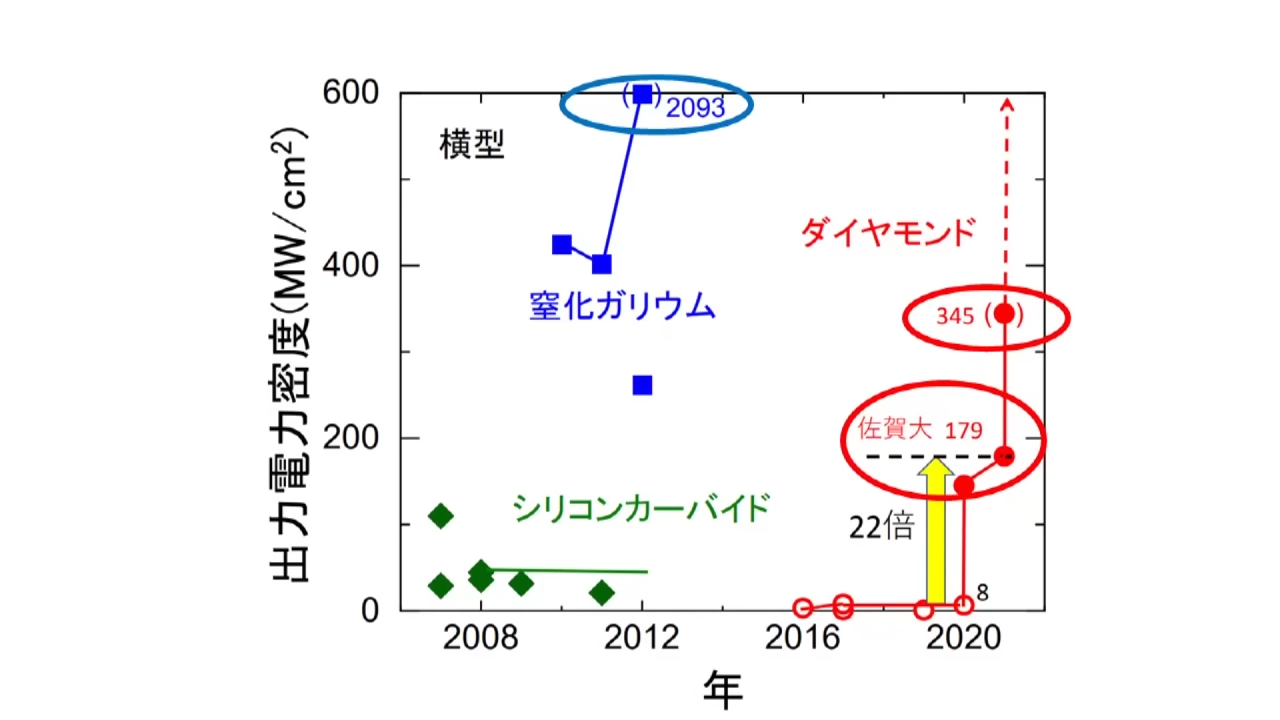 出力電力密度(MW/cm2)
600
400
200
0
横型
( ) 2093
窒化ガリウム
ダイヤモンド
345 ( )
佐賀大 179
シリコンカーバイド
22倍
8
2008 2012 2016 2020
年